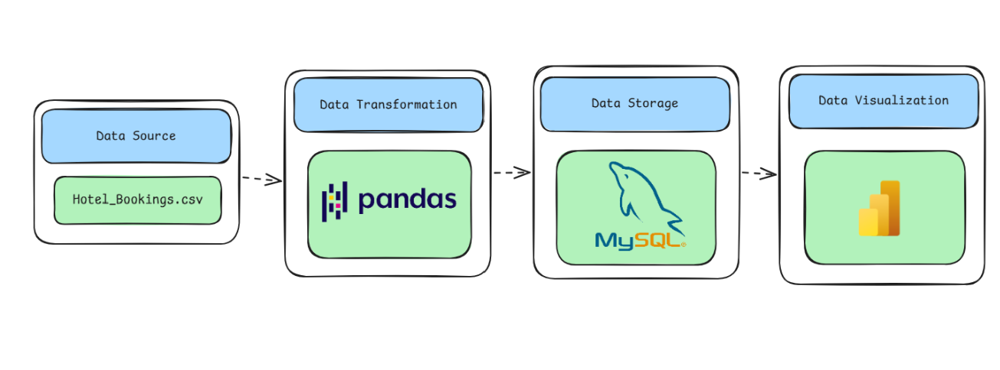 Data Source
Hotel_Bookings.csv
Data Transformation
pandas
Data Storage
MySQL®
Data Visualization